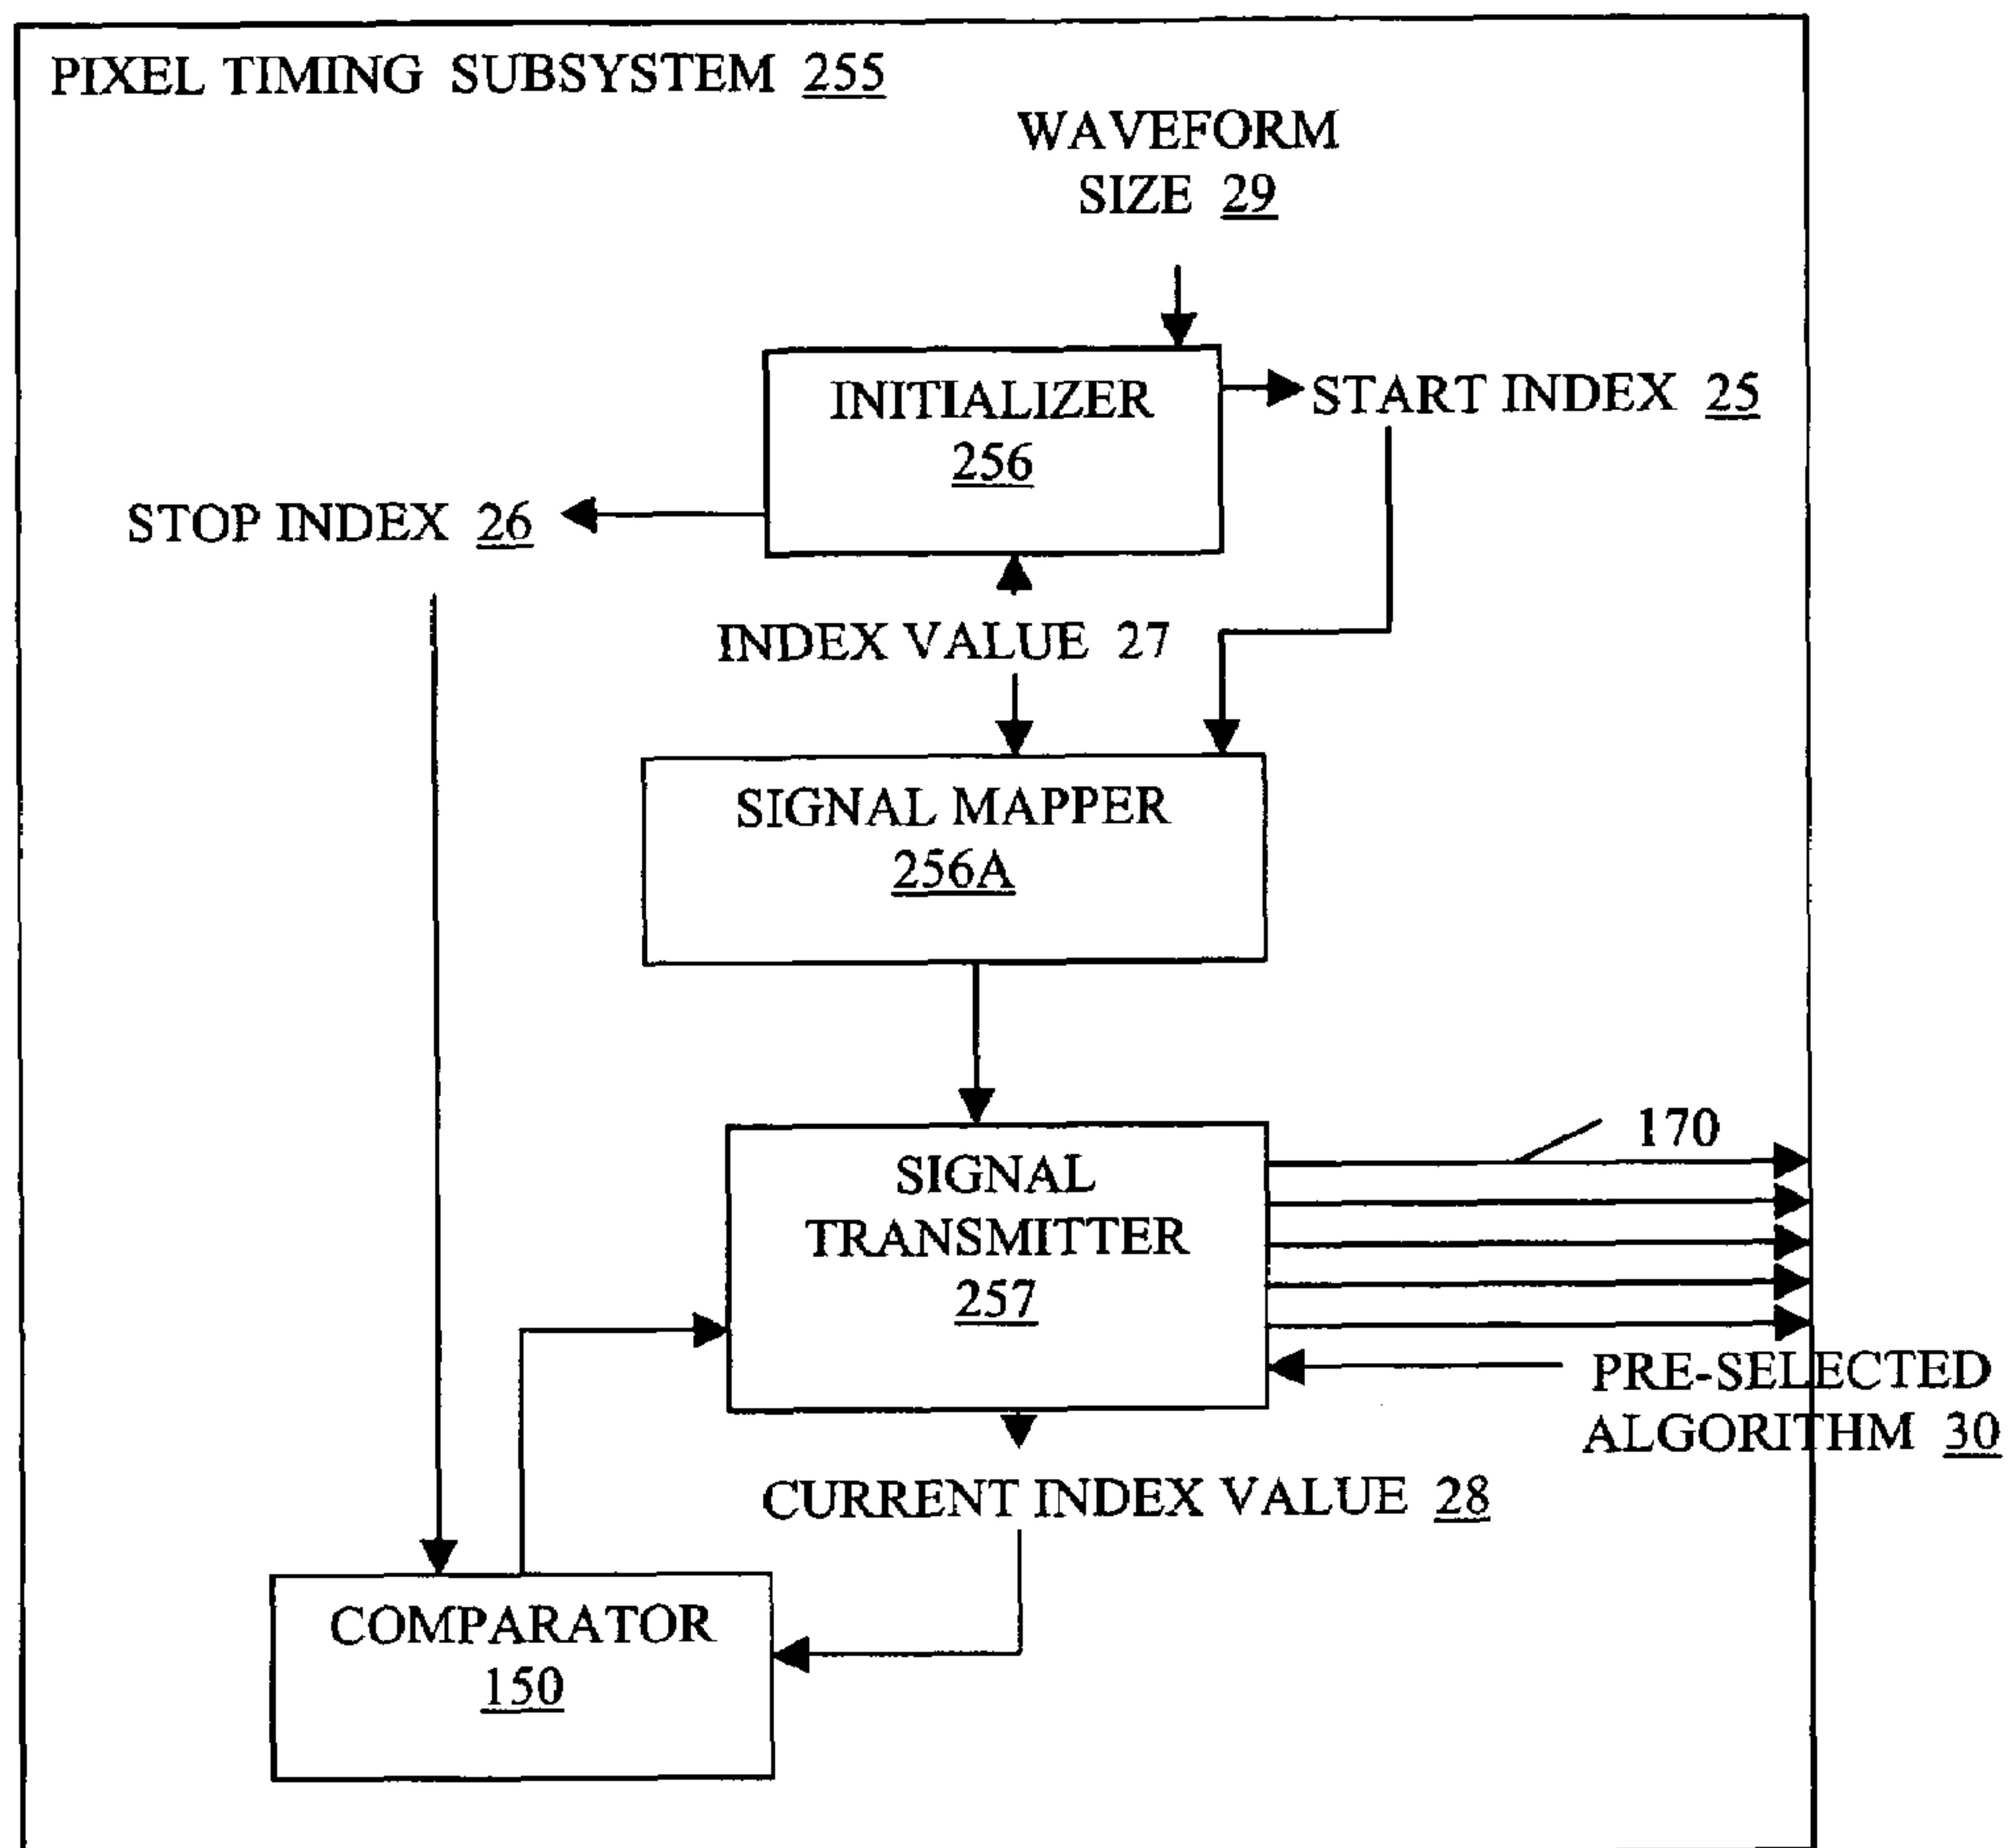 PIXEL TIMING SUBSYSTEM 255
WAVEFORM
SIZE 29
INITIALIZER
256
START INDEX 25
STOP INDEX 26
INDEX VALUE 27
SIGNAL MAPPER
256A
170
SIGNAL
TRANSMITTER
257
PRE-SELECTED
ALGORITHM 30
CURRENT INDEX VALUE 28
COMPARATOR
150